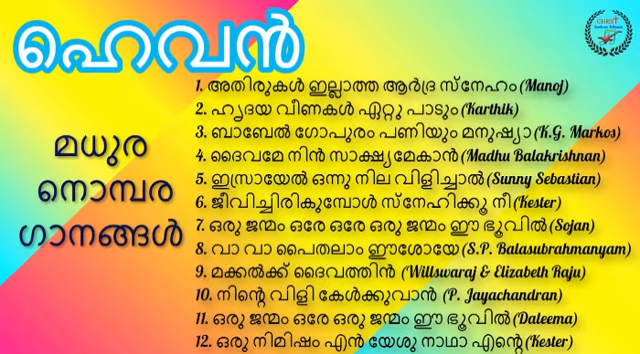 ഹെവൻ
CHRIST
മധുര
നൊമ്പര
ഗാനങ്ങൾ
1. അതിരുകൾ ഇല്ലാത്ത ആർദ്ര സ്നേഹം(Manoj)
2. ഹൃദയ വീണകൾ ഏറ്റു പാടും(Karthik)
3. ബാബേൽ ഗോപുരം പണിയും മനുഷ്യാ(K.G. Markos)
4. ദൈവമേ നിൻ സാക്ഷ്യമേകാൻ(Madhu Balakrishnan)
5. ഇസ്രായേൽ ഒന്നു നില വിളിച്ചാൽ(Sunny Sebastian)
6. ജീവിച്ചിരികുമ്പോൾ സ്നേഹിക്കൂ നീ(Kester)
7. ഒരു ജന്മം ഒരേ ഒരേ ഒരു ജന്മം ഈ ഭൂവിൽ(Sojan)
8. വാ വാ പൈതലാം ഈശോയേ(S.P. Balasubrahmanyam)
9. മക്കൽക്ക് ദൈവത്തിൻ (Willswaraj & Elizabeth Raju)
10. നിന്റെ വിളി കേൾക്കുവാൻ (P. Jayachandran)
11. ഒരു ജന്മം ഒരേ ഒരു ജന്മം ഈ ഭൂവിൽ(Daleema)
12. ഒരു നിമിഷം എൻ യേശു നാഥാ എന്റെ(Kester)